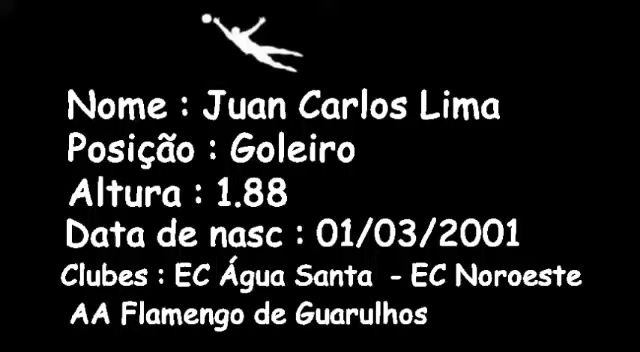 Nome : Juan Carlos Lima
Posição : Goleiro
Altura : 1.88
Data de nasc : 01/03/2001
Clubes : EC Água Santa - EC Noroeste
AA Flamengo de Guarulhos